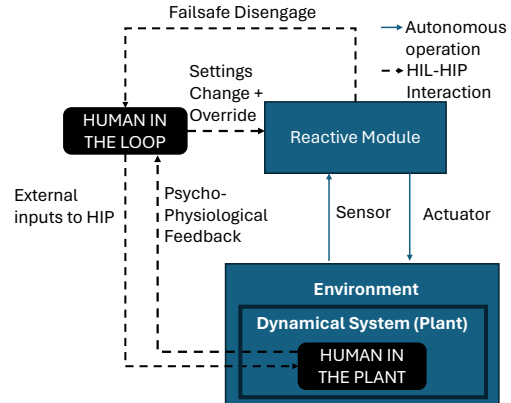 Failsafe Disengage
Autonomous
operation
HIL-HIP
Interaction
Settings
Change +
Override
HUMAN IN
THE LOOP
Reactive Module
External
inputs to HIP
Psycho-
Physiological
Feedback
Sensor
Actuator
Environment
Dynamical System (Plant)
HUMAN IN
THE PLANT